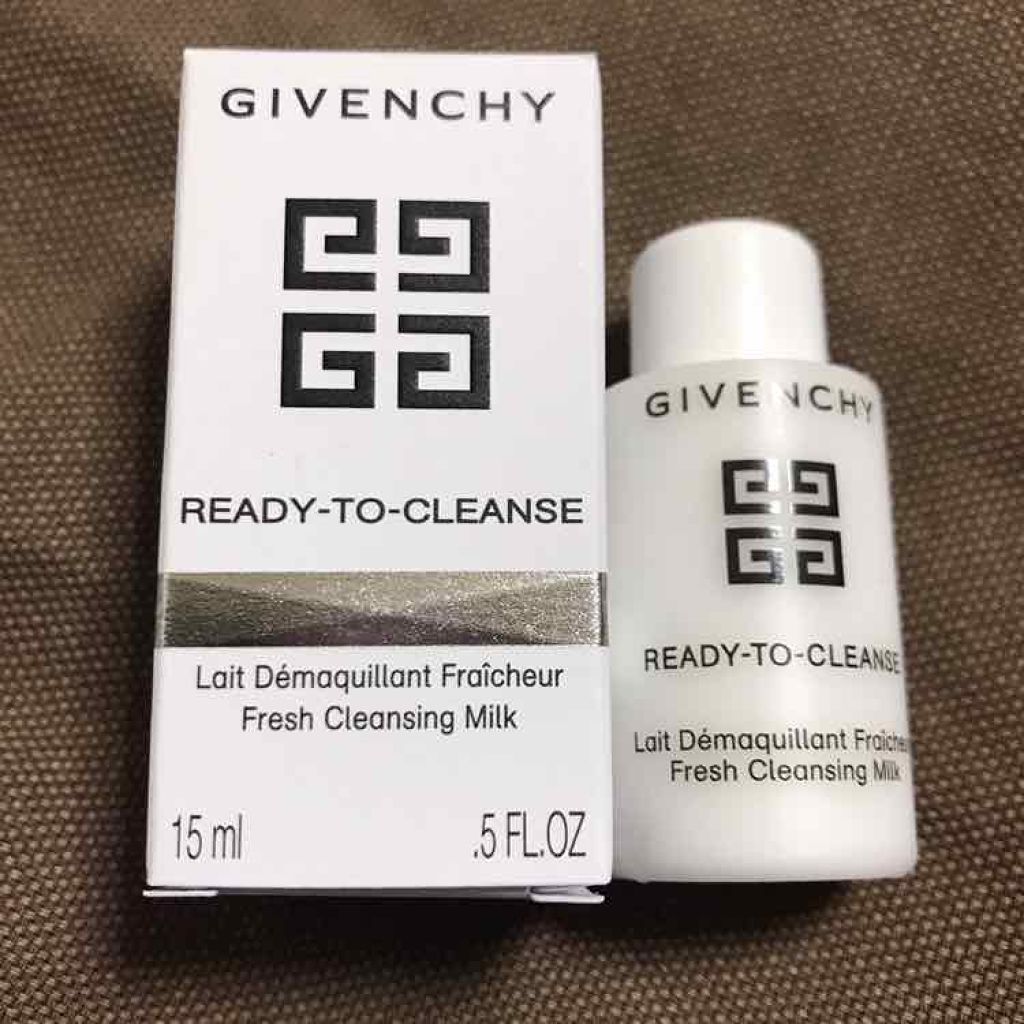 GIVENCHY
READY-TO-CLEANSE
Lait Démaquillant Fraîcheur
Fresh Cleansing Milk
15 ml .5 FL.OZ
GIVENCHY
READY-TO-CLEANSE
Lait Démaquillant Fraîcheur
Fresh Cleansing Milk